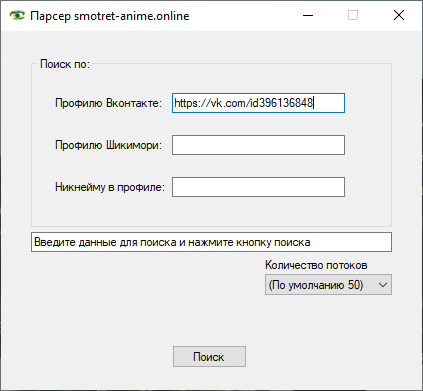 Парсер smotret-anime.online
Поиск по:
Профилю Вконтакте: https://vk.com/id396136848
Профилю Шикимори:
Никнейму в профиле:
Введите данные для поиска и нажмите кнопку поиска
Количество потоков
(По умолчанию 50)
Поиск